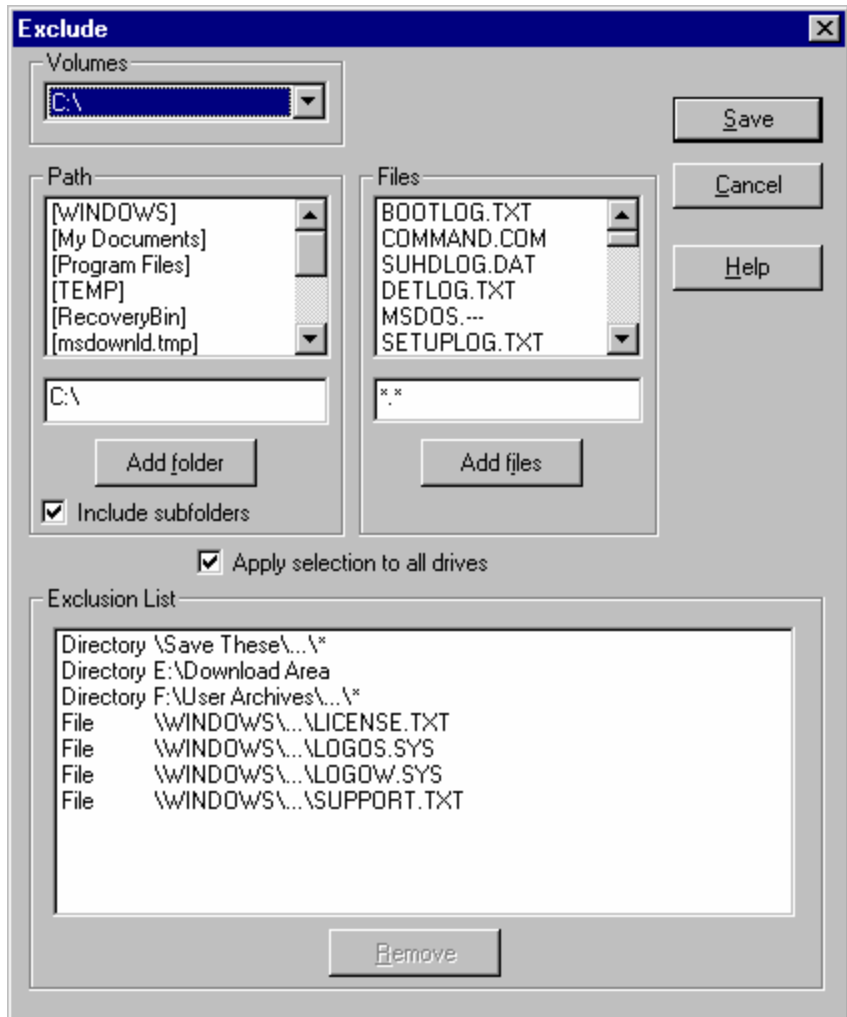 Exclude
Volumes
C:\
Save
Path
Files
Cancel
[WINDOWS]
[My Documents]
[Program Files]
[TEMP]
[RecoveryBin]
[msdownld.tmp]
BOOTLOG.TXT
COMMAND.COM
SUHDLOG.DAT
DETLOG.TXT
MSDOS.---
SETUPLOG.TXT
Help
C:\
*.*
Add folder
Add files
Include subfolders
Apply selection to all drives
Exclusion List
Directory \Save These\...\*
Directory E:\Download Area
Directory F:\User Archives\...\*
File \WINDOWS\...\LICENSE.TXT
File \WINDOWS\...\LOGOS.SYS
File \WINDOWS\...\LOGOW.SYS
File \WINDOWS\...\SUPPORT.TXT
Remove